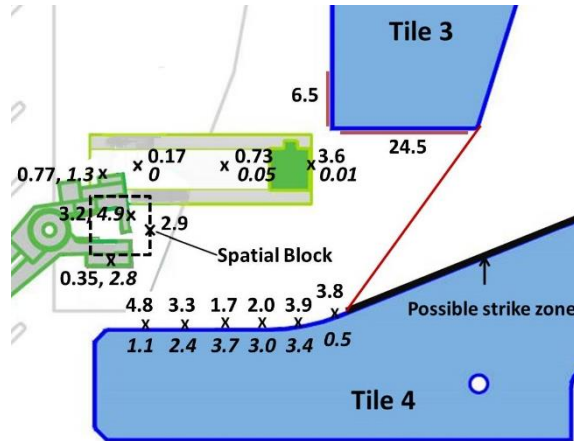 Tile 3
6.5
24.5
0.17
0.73
3.6
0
0.05
0.01
0.77, 1.3
3.2, 4.9
2.9
Spatial Block
0.35, 2.8
4.8 3.3 1.7 2.0 3.9 3.8
1.1 2.4 3.7 3.0 3.4 0.5
Possible strike zone
Tile 4